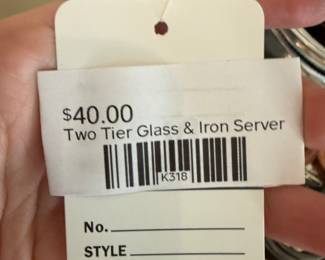 $40.00
Two Tier Glass & Iron Server
K318
No.
STYLE